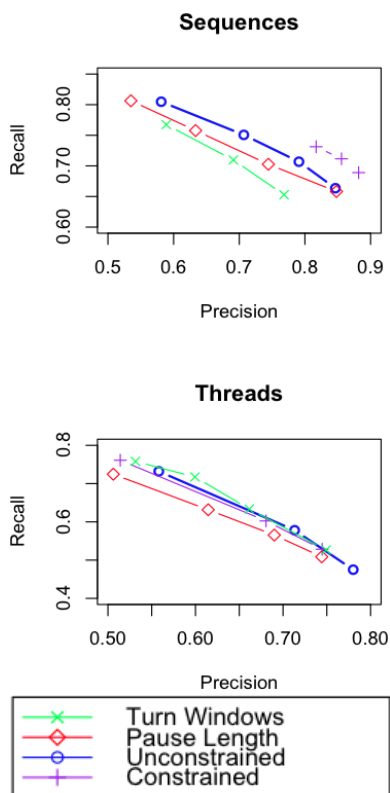 Sequences
Recall
0.60 0.70 0.80
0.5 0.6 0.7 0.8 0.9
Precision
Threads
Recall
0.4 0.6 0.8
0.50 0.60 0.70 0.80
Precision
Turn Windows
Pause Length
Unconstrained
Constrained